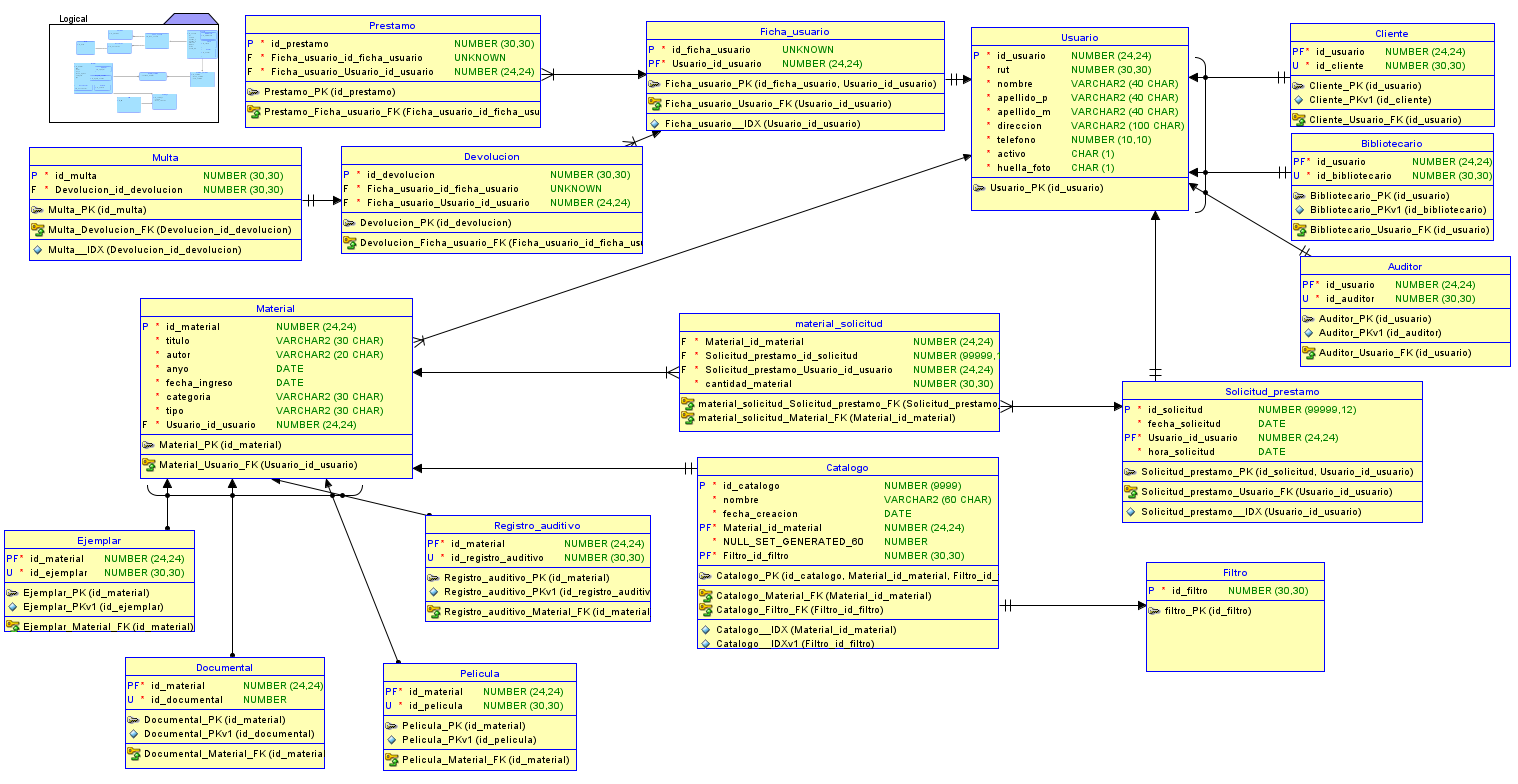 Logical
Prestamo
P * id_prestamo NUMBER (30,30)
F * Ficha_usuario_id_ficha_usuario UNKNOWN
F * Ficha_usuario_Usuario_id_usuario NUMBER (24,24)
Prestamo_PK (id_prestamo)
Prestamo_Ficha_usuario_FK (Ficha_usuario_id_ficha_usu
Ficha_usuario
P * id_ficha_usuario UNKNOWN
PF* Usuario_id_usuario NUMBER (24,24)
Ficha_usuario_PK (id_ficha_usuario, Usuario_id_usuario)
Ficha_usuario_Usuario_FK (Usuario_id_usuario)
Ficha_usuario__IDX (Usuario_id_usuario)
Usuario
P * id_usuario NUMBER (24,24)
* rut NUMBER (30,30)
* nombre VARCHAR2 (40 CHAR)
* apellido_p VARCHAR2 (40 CHAR)
* apellido_m VARCHAR2 (40 CHAR)
* direccion VARCHAR2 (100 CHAR)
* telefono NUMBER (10,10)
* activo CHAR (1)
* huella_foto CHAR (1)
Usuario_PK (id_usuario)
Cliente
PF* id_usuario NUMBER (24,24)
U * id_cliente NUMBER (30,30)
Cliente_PK (id_usuario)
Cliente_PKv1 (id_cliente)
Cliente_Usuario_FK (id_usuario)
Bibliotecario
PF* id_usuario NUMBER (24,24)
U * id_bibliotecario NUMBER (30,30)
Bibliotecario_PK (id_usuario)
Bibliotecario_PKv1 (id_bibliotecario)
Bibliotecario_Usuario_FK (id_usuario)
Multa
P * id_multa NUMBER (30,30)
F * Devolucion_id_devolucion NUMBER (30,30)
Multa_PK (id_multa)
Multa_Devolucion_FK (Devolucion_id_devolucion)
Multa__IDX (Devolucion_id_devolucion)
Devolucion
P * id_devolucion NUMBER (30,30)
F * Ficha_usuario_id_ficha_usuario UNKNOWN
F * Ficha_usuario_Usuario_id_usuario NUMBER (24,24)
Devolucion_PK (id_devolucion)
Devolucion_Ficha_usuario_FK (Ficha_usuario_id_ficha_usu
Auditor
PF* id_usuario NUMBER (24,24)
U * id_auditor NUMBER (30,30)
Auditor_PK (id_usuario)
Auditor_PKv1 (id_auditor)
Auditor_Usuario_FK (id_usuario)
Material
P * id_material NUMBER (24,24)
* titulo VARCHAR2 (30 CHAR)
* autor VARCHAR2 (20 CHAR)
* anyo DATE
* fecha_ingreso DATE
* categoria VARCHAR2 (30 CHAR)
* tipo VARCHAR2 (30 CHAR)
F * Usuario_id_usuario NUMBER (24,24)
Material_PK (id_material)
Material_Usuario_FK (Usuario_id_usuario)
material_solicitud
F * Material_id_material NUMBER (24,24)
F * Solicitud_prestamo_id_solicitud NUMBER (99999,1
F * Solicitud_prestamo_Usuario_id_usuario NUMBER (24,24)
* cantidad_material NUMBER (30,30)
material_solicitud_Solicitud_prestamo_FK (Solicitud_prestamo_
material_solicitud_Material_FK (Material_id_material)
Solicitud_prestamo
P * id_solicitud NUMBER (99999,12)
* fecha_solicitud DATE
PF* Usuario_id_usuario NUMBER (24,24)
* hora_solicitud DATE
Solicitud_prestamo_PK (id_solicitud, Usuario_id_usuario)
Solicitud_prestamo_Usuario_FK (Usuario_id_usuario)
Solicitud_prestamo__IDX (Usuario_id_usuario)
Catalogo
P * id_catalogo NUMBER (9999)
* nombre VARCHAR2 (60 CHAR)
* fecha_creacion DATE
PF* Material_id_material NUMBER (24,24)
* NULL_SET_GENERATED_60 NUMBER
PF* Filtro_id_filtro NUMBER (30,30)
Catalogo_PK (id_catalogo, Material_id_material, Filtro_id_
Catalogo_Material_FK (Material_id_material)
Catalogo_Filtro_FK (Filtro_id_filtro)
Catalogo__IDX (Material_id_material)
Catalogo__IDXv1 (Filtro_id_filtro)
Ejemplar
PF* id_material NUMBER (24,24)
U * id_ejemplar NUMBER (30,30)
Ejemplar_PK (id_material)
Ejemplar_PKv1 (id_ejemplar)
Ejemplar_Material_FK (id_material)
Registro_auditivo
PF* id_material NUMBER (24,24)
U * id_registro_auditivo NUMBER (30,30)
Registro_auditivo_PK (id_material)
Registro_auditivo_PKv1 (id_registro_auditiv
Registro_auditivo_Material_FK (id_material
Filtro
P * id_filtro NUMBER (30,30)
filtro_PK (id_filtro)
Documental
PF* id_material NUMBER (24,24)
U * id_documental NUMBER
Documental_PK (id_material)
Documental_PKv1 (id_documental)
Documental_Material_FK (id_materia
Pelicula
PF* id_material NUMBER (24,24)
U * id_pelicula NUMBER (30,30)
Pelicula_PK (id_material)
Pelicula_PKv1 (id_pelicula)
Pelicula_Material_FK (id_material)